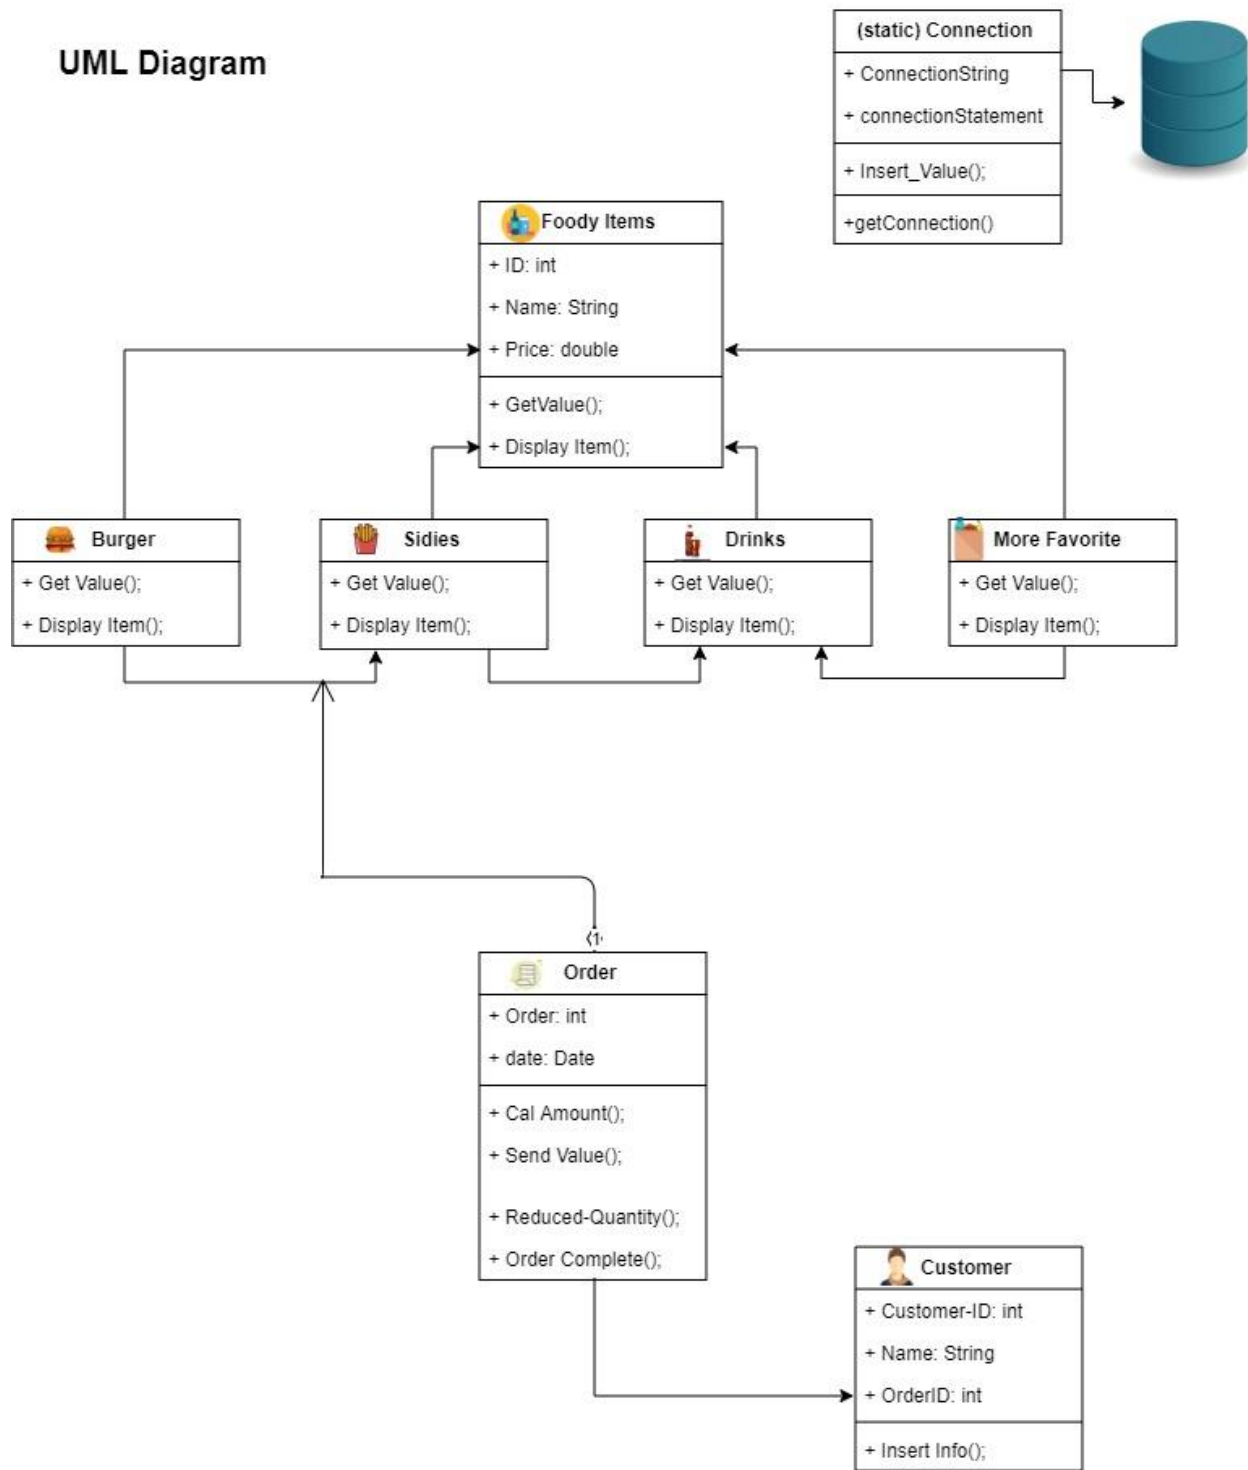 UML Diagram
(static) Connection
+ ConnectionString
+ connectionStatement
+ Insert_Value();
+getConnection()
Foody Items
+ ID: int
+ Name: String
+ Price: double
+ GetValue();
+ Display Item();
Burger
+ Get Value();
+ Display Item();
Sidies
+ Get Value();
+ Display Item();
Drinks
+ Get Value();
+ Display Item();
More Favorite
+ Get Value();
+ Display Item();
1
Order
+ Order: int
+ date: Date
+ Cal Amount();
+ Send Value();
+ Reduced-Quantity();
+ Order Complete();
Customer
+ Customer-ID: int
+ Name: String
+ OrderID: int
+ Insert Info();